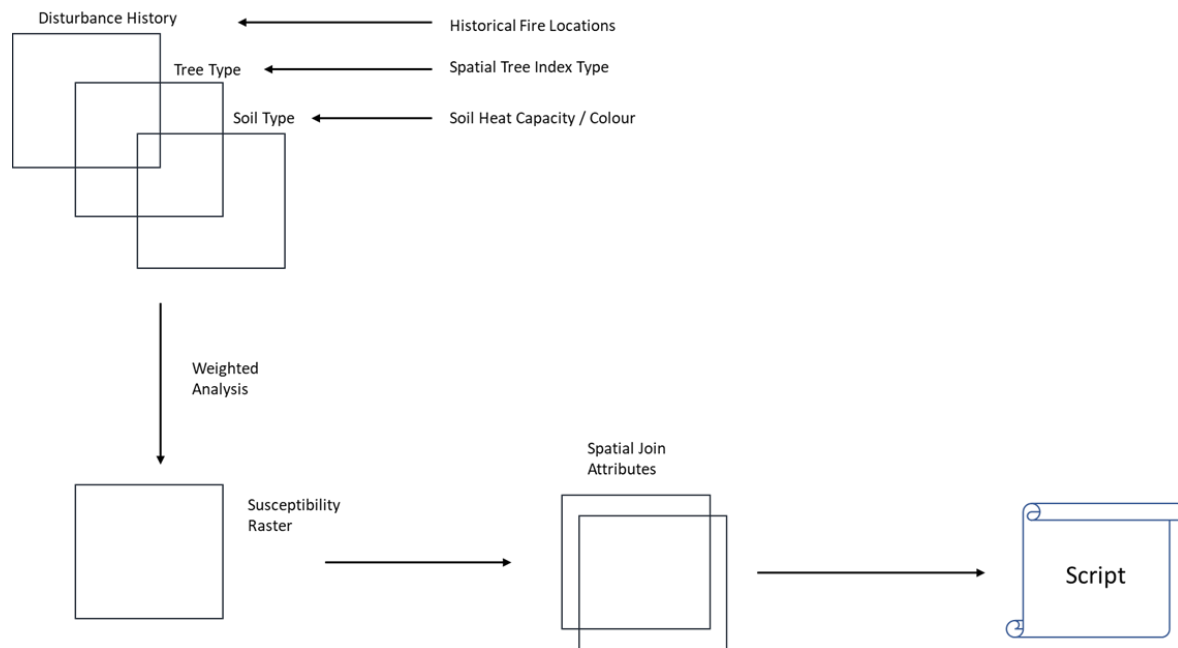 Disturbance History
Historical Fire Locations
Tree Type
Spatial Tree Index Type
Soil Type
Soil Heat Capacity / Colour
Weighted
Analysis
Susceptibility
Raster
Spatial Join
Attributes
Script